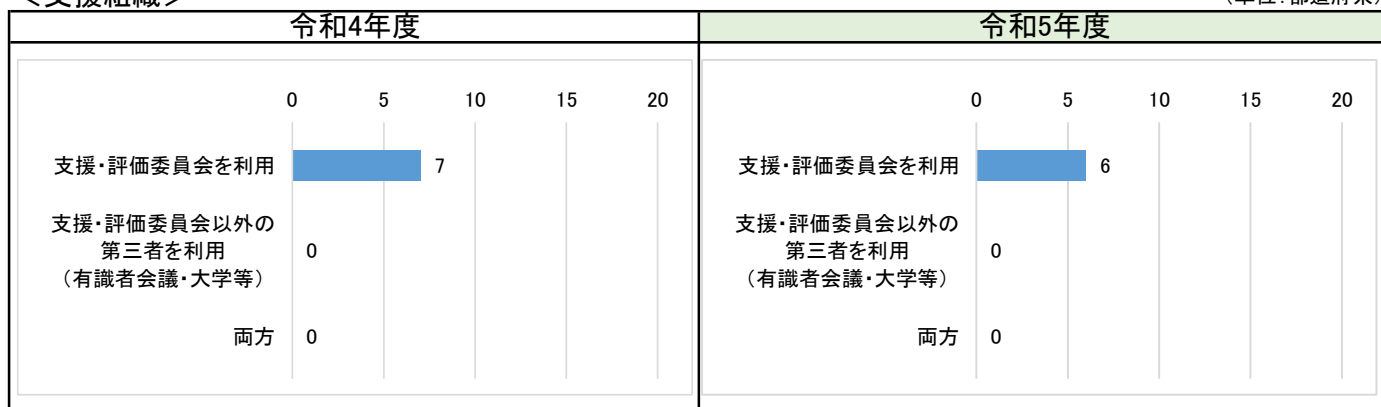 ＜支援組織＞
（単位：都道府県）
令和4年度
令和5年度
0 5 10 15 20
支援・評価委員会を利用 7
支援・評価委員会以外の
第三者を利用 0
（有識者会議・大学等）
両方 0
0 5 10 15 20
支援・評価委員会を利用 6
支援・評価委員会以外の
第三者を利用 0
（有識者会議・大学等）
両方 0